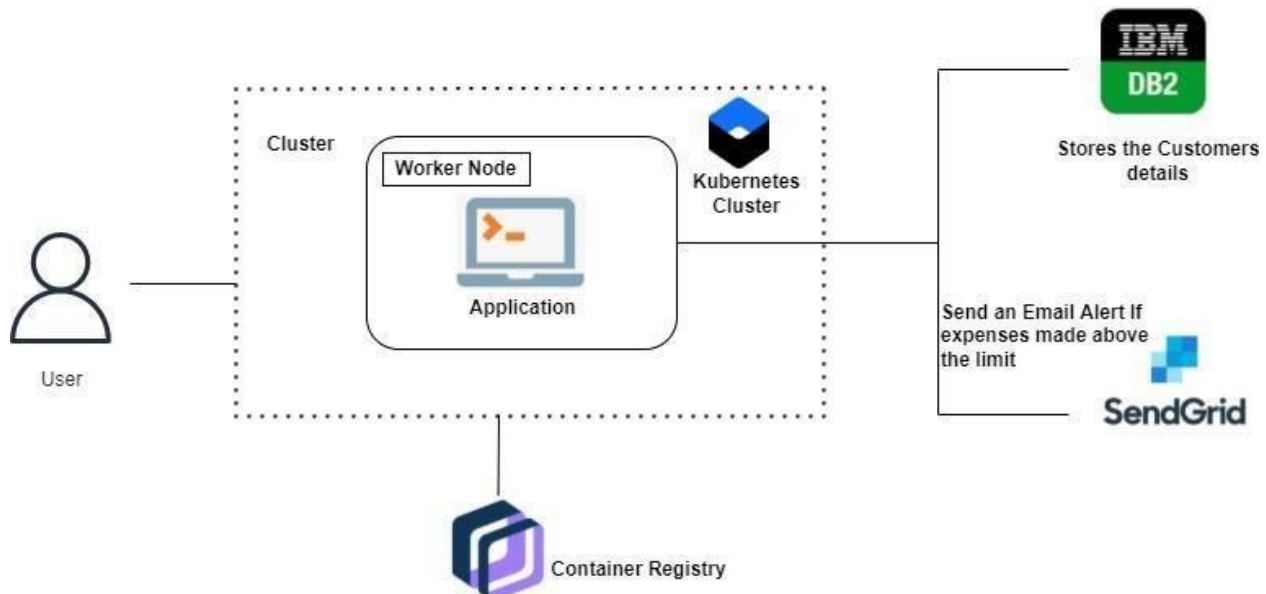 IBM
DB2
Stores the Customers
details
Cluster
Worker Node
Kubernetes
Cluster
Application
User
Send an Email Alert If
expenses made above
the limit
SendGrid
Container Registry